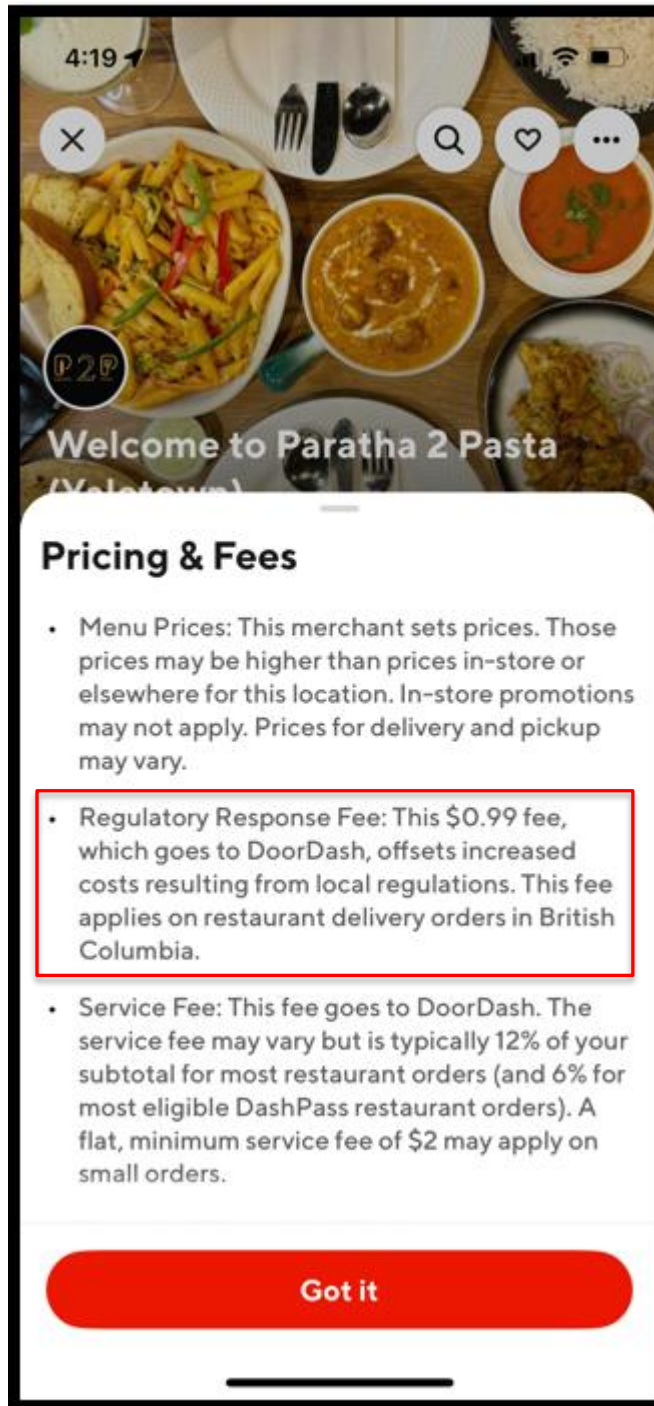 4:19
P2P
Welcome to Paratha 2 Pasta
(Yaletown)
Pricing & Fees
• Menu Prices: This merchant sets prices. Those
prices may be higher than prices in-store or
elsewhere for this location. In-store promotions
may not apply. Prices for delivery and pickup
may vary.
• Regulatory Response Fee: This $0.99 fee,
which goes to DoorDash, offsets increased
costs resulting from local regulations. This fee
applies on restaurant delivery orders in British
Columbia.
• Service Fee: This fee goes to DoorDash. The
service fee may vary but is typically 12% of your
subtotal for most restaurant orders (and 6% for
most eligible DashPass restaurant orders). A
flat, minimum service fee of $2 may apply on
small orders.
Got it